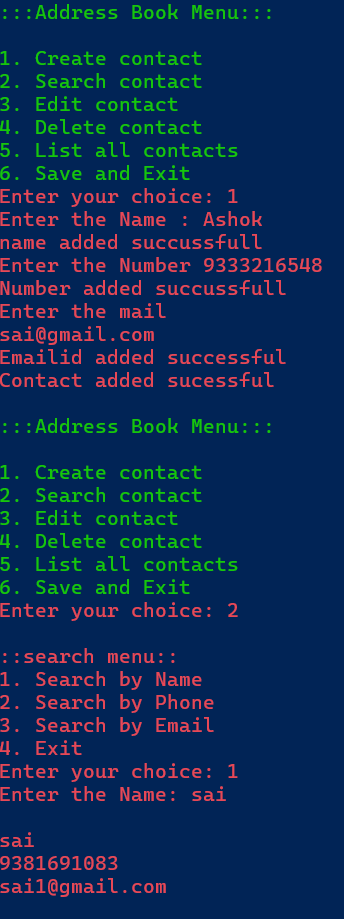 :::Address Book Menu:::
1. Create contact
2. Search contact
3. Edit contact
4. Delete contact
5. List all contacts
6. Save and Exit
Enter your choice: 1
Enter the Name : Ashok
name added succussfull
Enter the Number 9333216548
Number added succussfull
Enter the mail
sai@gmail.com
Emailid added successful
Contact added sucessful
:::Address Book Menu:::
1. Create contact
2. Search contact
3. Edit contact
4. Delete contact
5. List all contacts
6. Save and Exit
Enter your choice: 2
::search menu::
1. Search by Name
2. Search by Phone
3. Search by Email
4. Exit
Enter your choice: 1
Enter the Name: sai
sai
9381691083
sai1@gmail.com